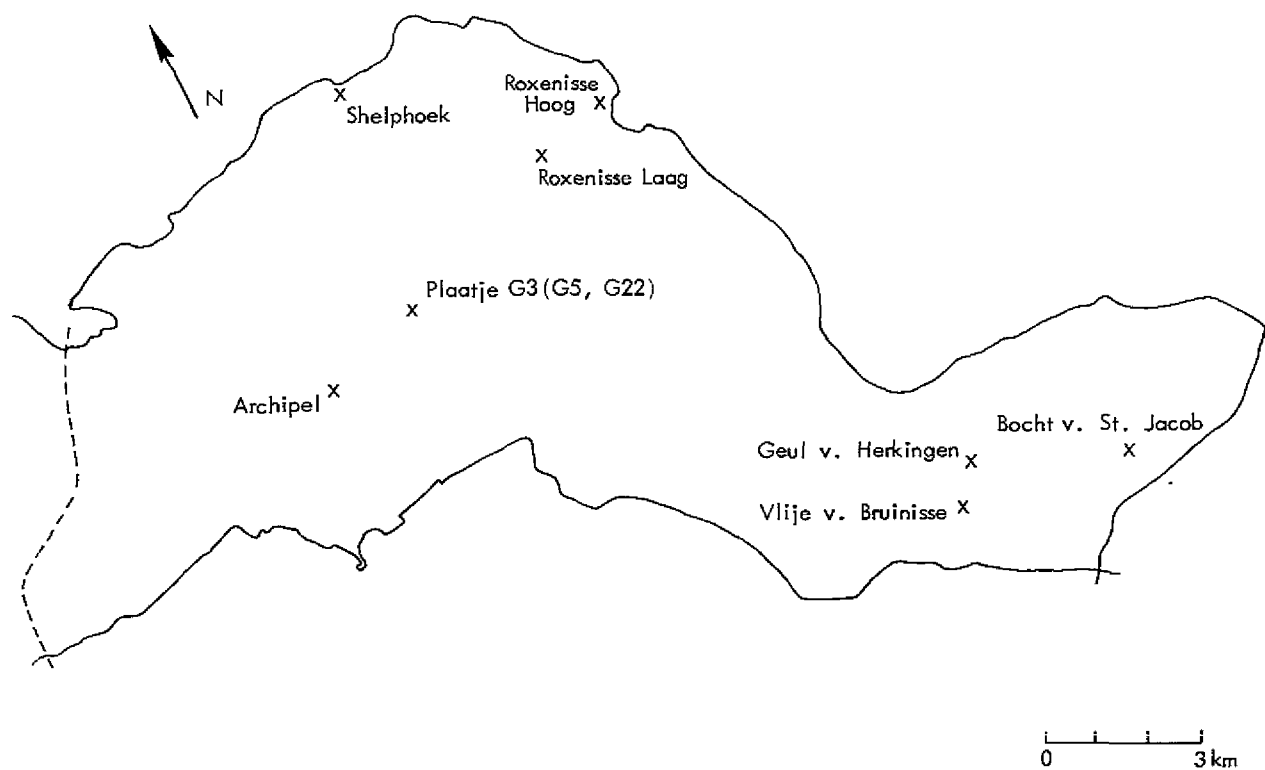 N
Shelphoek
Roxenisse
Hoog
x
x
x
Roxenisse Laag
Plaatje G3 (G5, G22)
x
Archipel x
Bocht v. St. Jacob
x
Geul v. Herkingen x
Vlije v. Bruinisse x
0
3 km